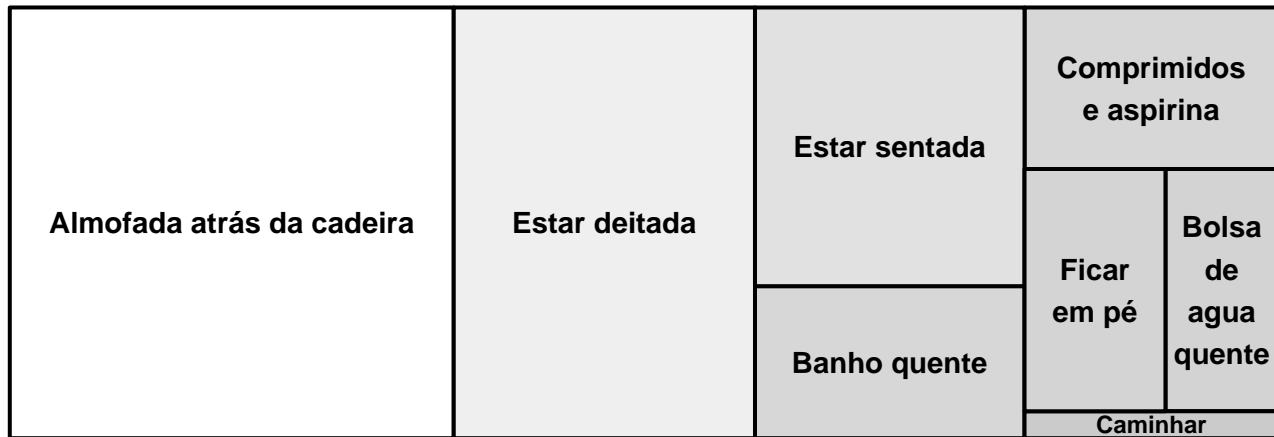 Almofada atrás da cadeira
Estar deitada
Estar sentada
Banho quente
Comprimidos
e aspirina
Ficar
em pé
Bolsa
de
agua
quente
Caminhar